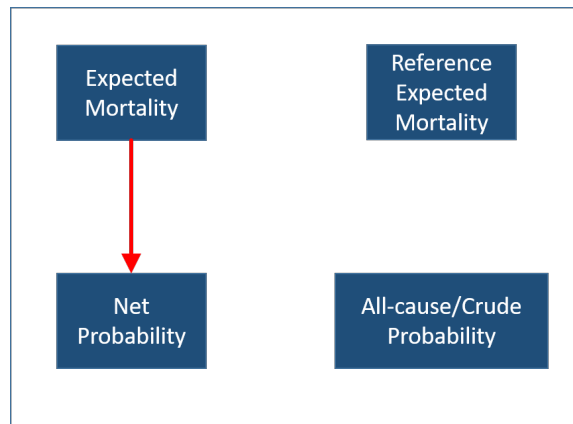 Expected
Mortality
Reference
Expected
Mortality
Net
Probability
All-cause/Crude
Probability